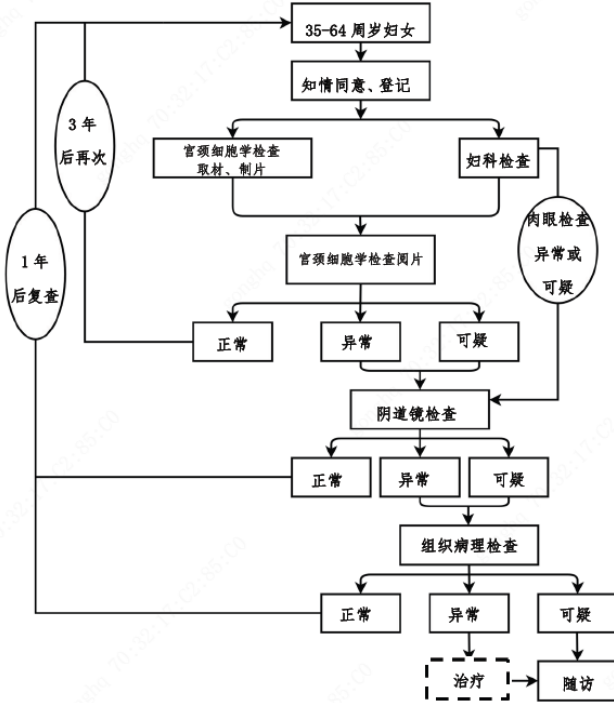 35-64 周岁妇女
知情同意、登记
3 年
后再次
宫颈细胞学检查
取材、制片
妇科检查
肉眼检查
异常或
可疑
1 年
后复查
宫颈细胞学检查阅片
正常
异常
可疑
阴道镜检查
正常
异常
可疑
组织病理检查
正常
异常
可疑
治疗
随访